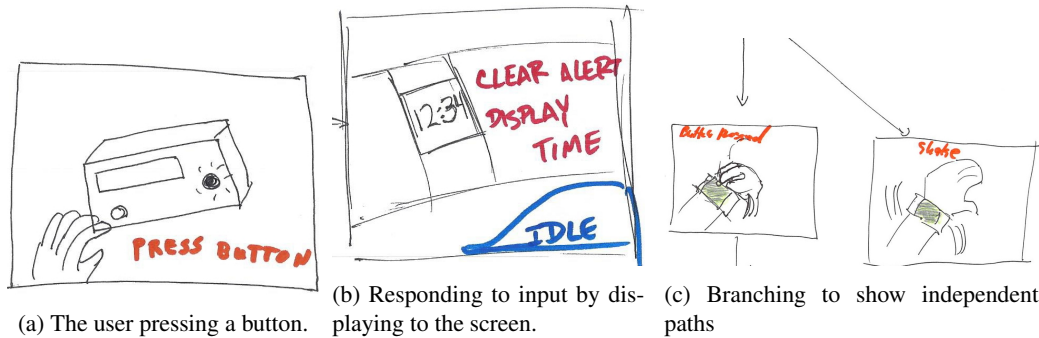 PRESS BUTTON
(a) The user pressing a button.
12:34
CLEAR ALERT
DISPLAY
TIME
IDLE
(b) Responding to input by dis-
playing to the screen.
Button Pressed
Shake
(c) Branching to show independent
paths